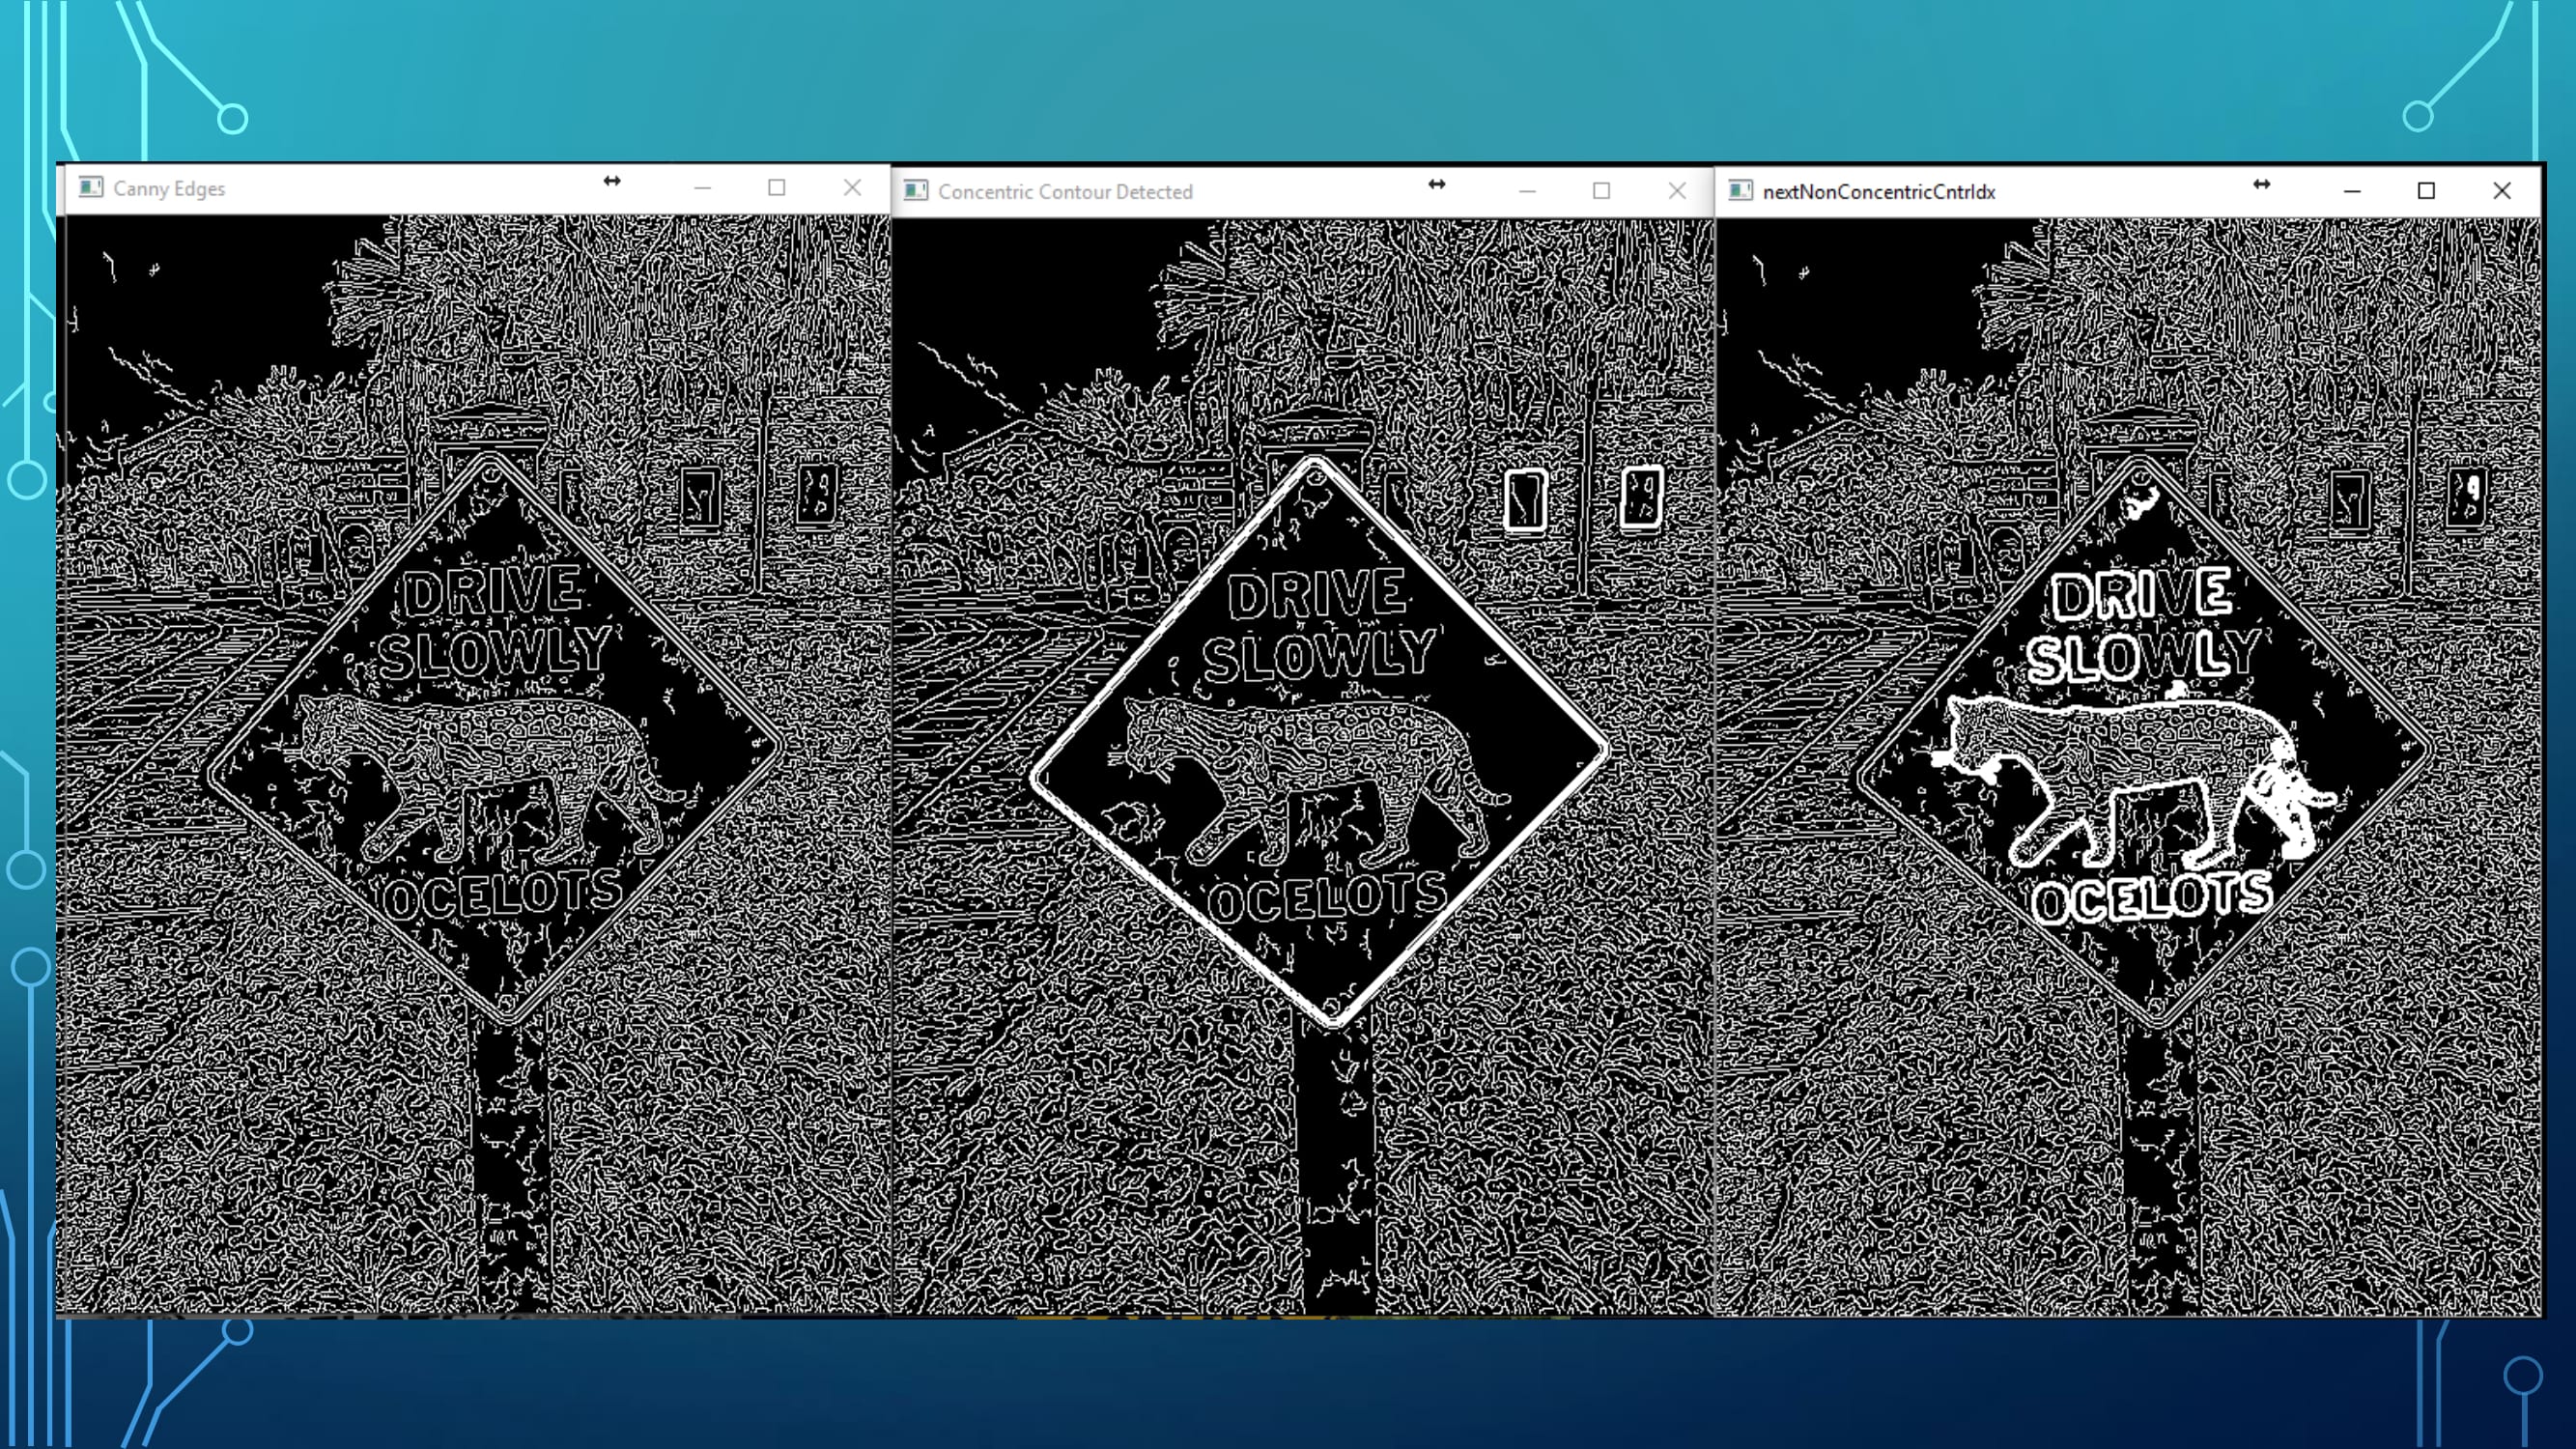 Canny Edges
DRIVE
SLOWLY
OCELOTS
Concentric Contour Detected
DRIVE
SLOWLY
OCELOTS
nextNonConcentricCntrIdx
DRIVE
SLOWLY
OCELOTS